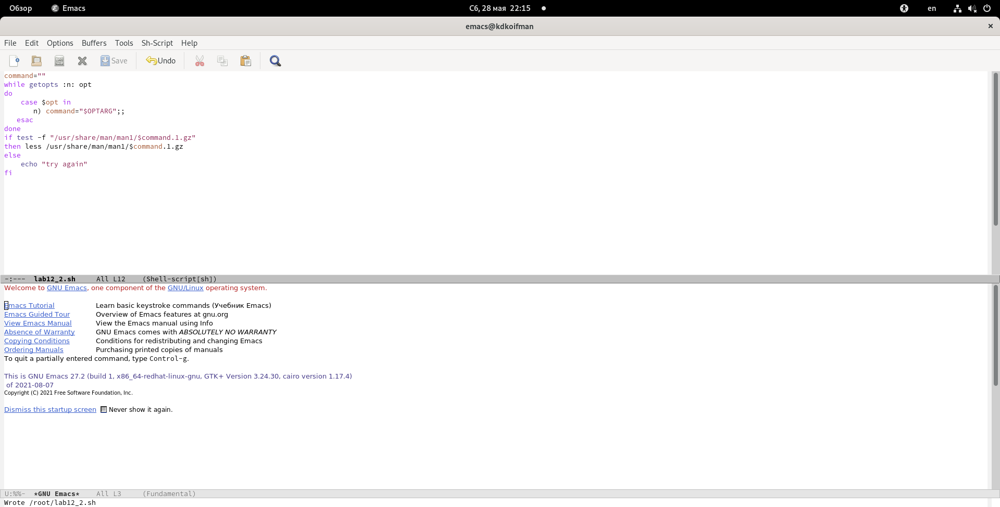 Обзор Emacs Сб, 28 мая 22:15 en
emacs@kdkoifman ×
File Edit Options Buffers Tools Sh-Script Help
Save Undo
command=""
while getopts :n: opt
do
    case $opt in
       n) command="$OPTARG";;
   esac
done
if test -f "/usr/share/man/man1/$command.1.gz"
then less /usr/share/man/man1/$command.1.gz
else
    echo "try again"
fi
-:--- lab12_2.sh All L12 (Shell-script[sh])
Welcome to GNU Emacs, one component of the GNU/Linux operating system.
Emacs Tutorial Learn basic keystroke commands (Учебник Emacs)
Emacs Guided Tour Overview of Emacs features at gnu.org
View Emacs Manual View the Emacs manual using Info
Absence of Warranty GNU Emacs comes with ABSOLUTELY NO WARRANTY
Copying Conditions Conditions for redistributing and changing Emacs
Ordering Manuals Purchasing printed copies of manuals
To quit a partially entered command, type Control-g.
This is GNU Emacs 27.2 (build 1, x86_64-redhat-linux-gnu, GTK+ Version 3.24.30, cairo version 1.17.4)
 of 2021-08-07
Copyright (C) 2021 Free Software Foundation, Inc.
Dismiss this startup screen Never show it again.
U:%%- *GNU Emacs* All L3 (Fundamental)
Wrote /root/lab12_2.sh